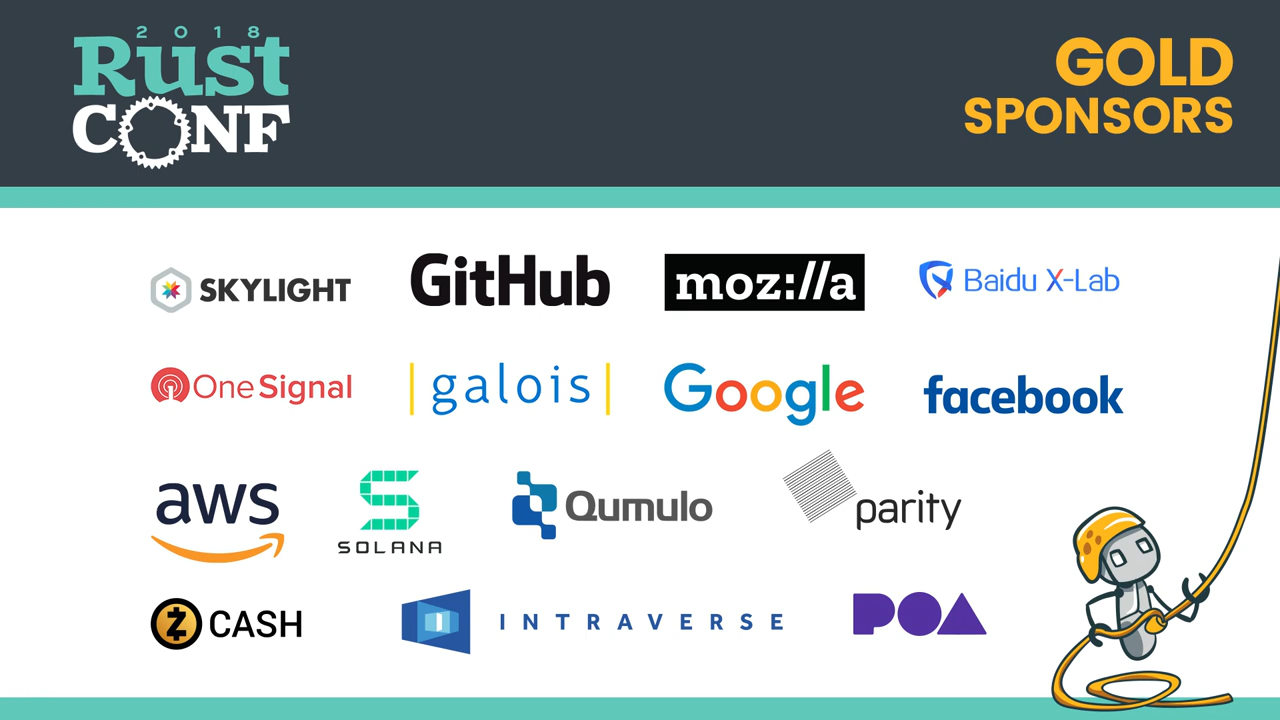 2018
Rust
CONF
GOLD
SPONSORS
SKYLIGHT
GitHub
moz://a
Baidu X-Lab
OneSignal
|galois|
Google
facebook
aws
SOLANA
Qumulo
parity
CASH
INTRAVERSE
POA